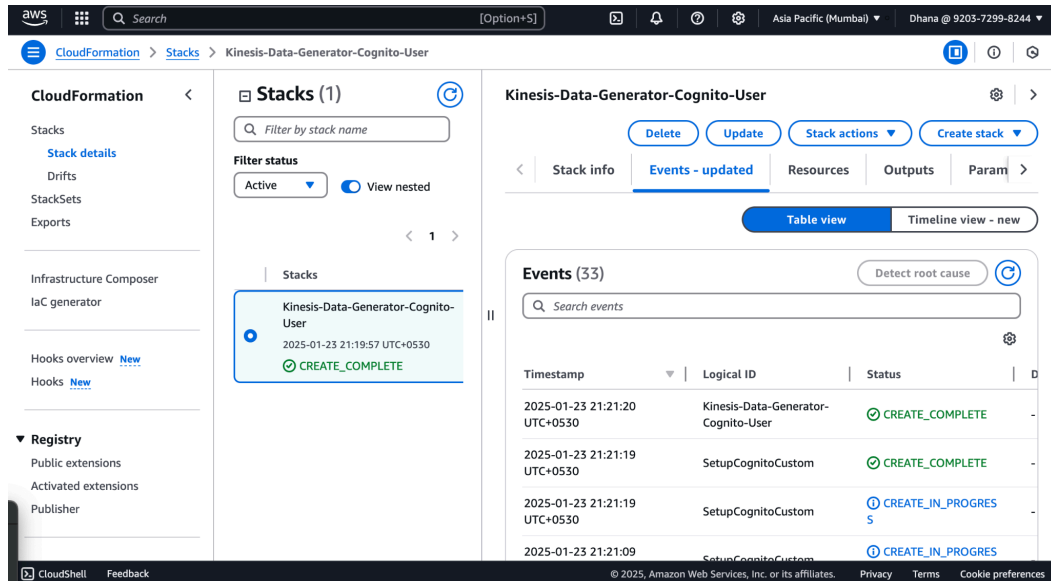 aws Search [Option+S] Asia Pacific (Mumbai) ▼ Dhana @ 9203-7299-8244 ▼
CloudFormation > Stacks > Kinesis-Data-Generator-Cognito-User
CloudFormation
Stacks
Stack details
Drifts
StackSets
Exports
Infrastructure Composer
IaC generator
Hooks overview New
Hooks New
▼ Registry
Public extensions
Activated extensions
Publisher
Stacks (1)
Filter by stack name
Filter status
Active ▼ View nested
< 1 >
Stacks
Kinesis-Data-Generator-Cognito-
User
2025-01-23 21:19:57 UTC+0530
CREATE_COMPLETE
Kinesis-Data-Generator-Cognito-User
Delete Update Stack actions ▼ Create stack ▼
Stack info Events - updated Resources Outputs Param
Table view Timeline view - new
Events (33) Detect root cause
Search events
Timestamp Logical ID Status D
2025-01-23 21:21:20 Kinesis-Data-Generator- CREATE_COMPLETE -
UTC+0530 Cognito-User
2025-01-23 21:21:19 SetupCognitoCustom CREATE_COMPLETE -
UTC+0530
2025-01-23 21:21:19 SetupCognitoCustom CREATE_IN_PROGRES -
UTC+0530 S
2025-01-23 21:21:09 SetupCognitoCustom CREATE_IN_PROGRES
CloudShell Feedback © 2025, Amazon Web Services, Inc. or its affiliates. Privacy Terms Cookie preferences